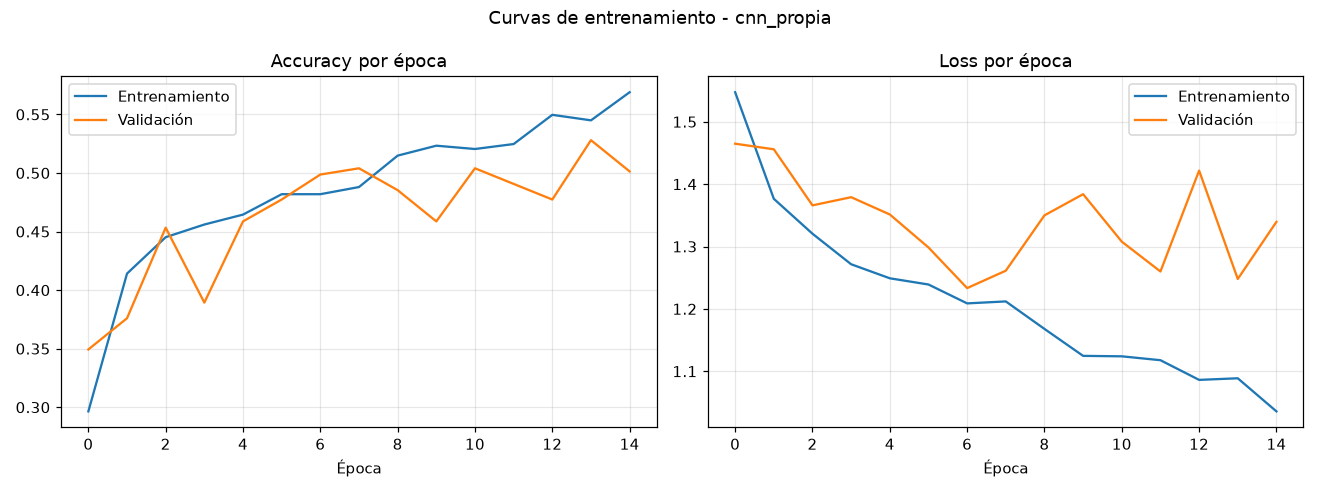 Curvas de entrenamiento - cnn_propia
Accuracy por época
Entrenamiento
Validación
0.55
0.50
0.45
0.40
0.35
0.30
0 2 4 6 8 10 12 14
Época
Loss por época
Entrenamiento
Validación
1.5
1.4
1.3
1.2
1.1
0 2 4 6 8 10 12 14
Época